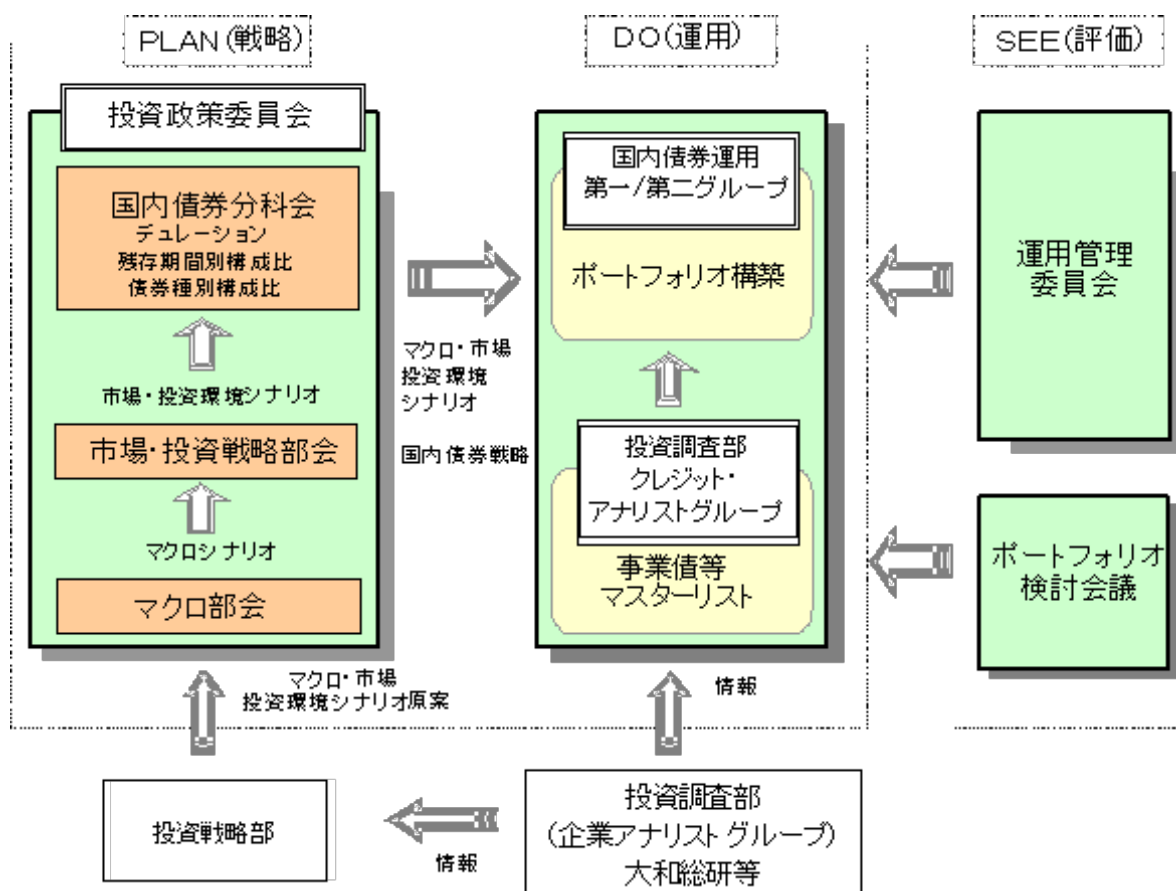 PLAN(戦略)
DO(運用)
SEE(評価)
投資政策委員会
国内債券分科会
デュレーション
残存期間別構成比
債券種別構成比
市場・投資環境シナリオ
市場・投資戦略部会
マクロシナリオ
マクロ部会
マクロ・市場
投資環境
シナリオ
国内債券戦略
国内債券運用
第一/第二グループ
ポートフォリオ構築
投資調査部
クレジット・
アナリストグループ
事業債等
マスターリスト
運用管理
委員会
ポートフォリオ
検討会議
マクロ・市場
投資環境シナリオ原案
情報
投資戦略部
情報
投資調査部
(企業アナリストグループ)
大和総研等